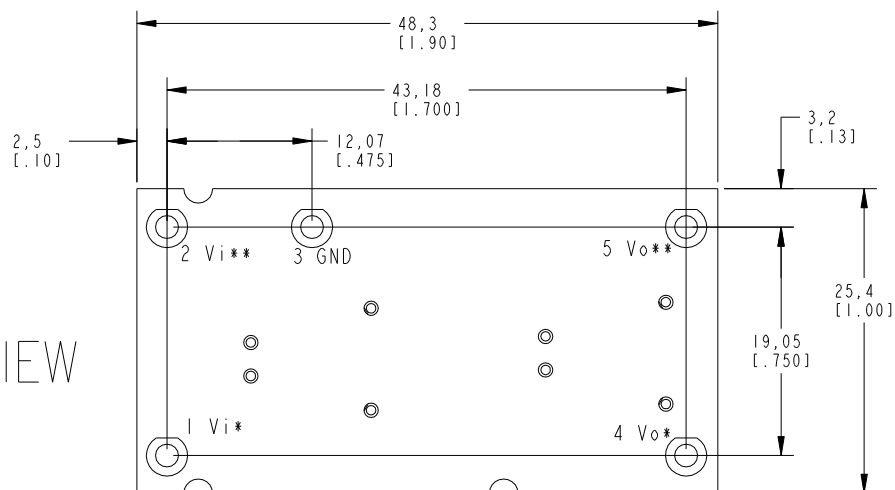 48,3
[1.90]
43,18
[1.700]
2,5
[.10]
12,07
[.475]
3,2
[.13]
2 Vi**
3 GND
5 Vo**
25,4
[1.00]
19,05
[.750]
IEW
1 Vi*
4 Vo*